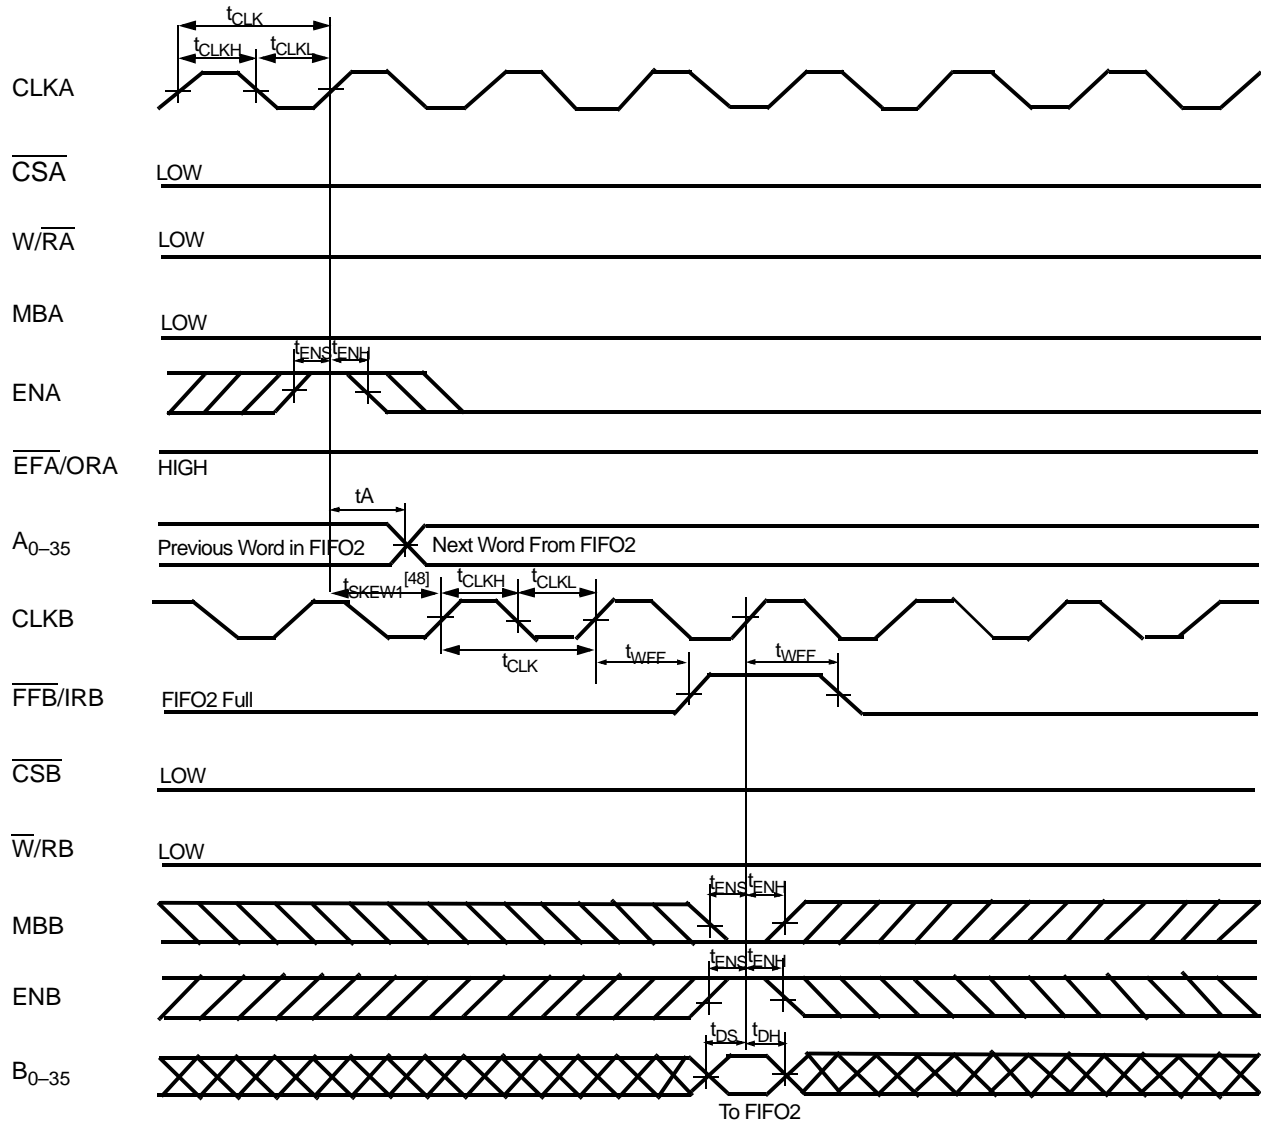 tCLK
tCLKH tCLKL
CLKA
CSA LOW
W/RA LOW
MBA LOW
tENS tENH
ENA
EFA/ORA HIGH
tA
A0–35 Previous Word in FIFO2 Next Word From FIFO2
tSKEW1[48] tCLKH tCLKL
CLKB
tCLK tWFF tWFF
FFB/IRB FIFO2 Full
CSB LOW
W/RB LOW
tENS tENH
MBB
tENS tENH
ENB
tDS tDH
B0–35
To FIFO2